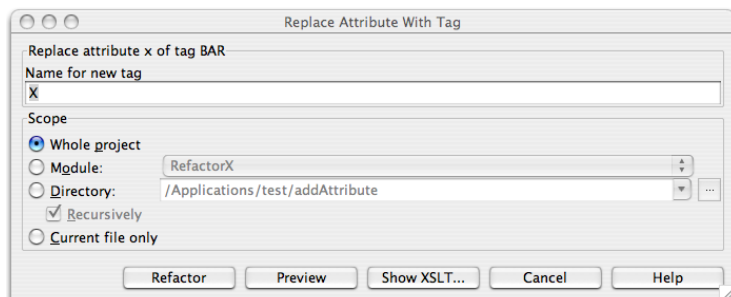 Replace Attribute With Tag
Replace attribute x of tag BAR
Name for new tag
X
Scope
Whole project
Module: RefactorX
Directory: /Applications/test/addAttribute ...
Recursively
Current file only
Refactor Preview Show XSLT... Cancel Help